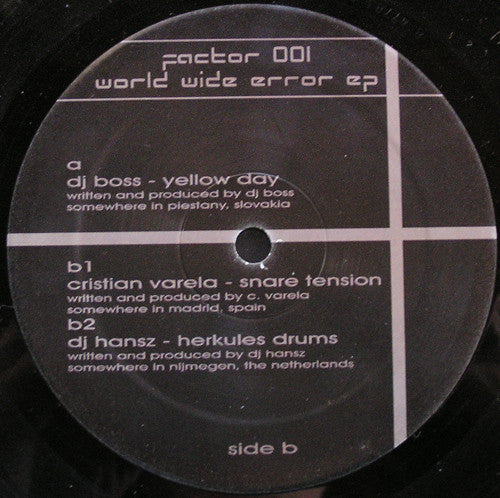 factor 001
world wide error ep
a
dj boss - yellow day
written and produced by dj boss
somewhere in piestany, slovakia
b1
cristian varela - snare tension
written and produced by c. varela
somewhere in madrid, spain
b2
dj hansz - herkules drums
written and produced by dj hansz
somewhere in nijmegen, the netherlands
side b